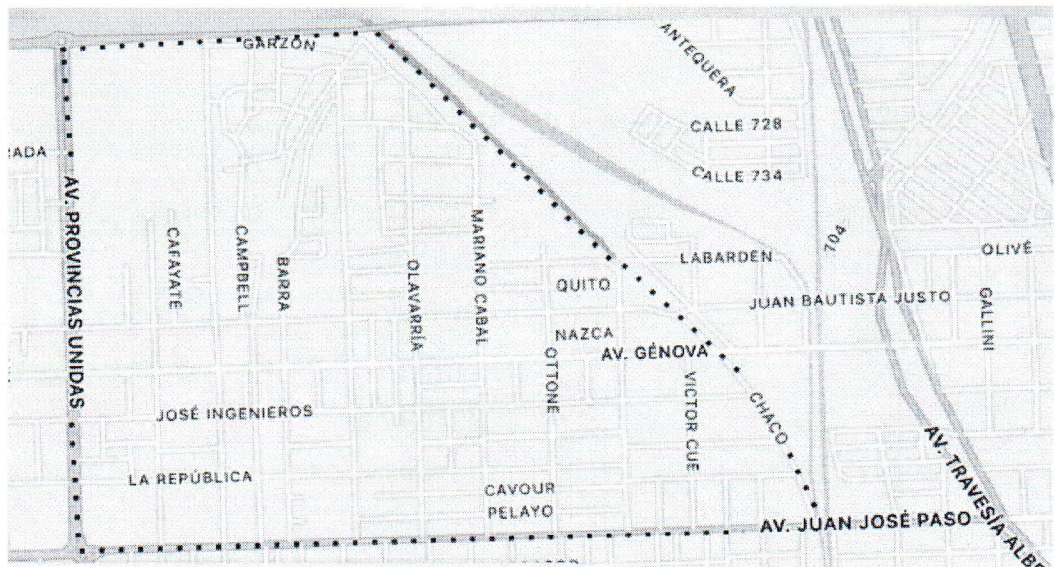 GARZÓN
ANTEQUERA
CALLE 728
CALLE 734
RADA
AV. PROVINCIAS UNIDAS
CAFAYATE
CAMPBELL
BARRA
OLAVARRÍA
MARIANO CABAL
QUITO
NAZCA
OTTONE
AV. GÉNOVA
VICTOR CUE
LABARDÉN
704
JUAN BAUTISTA JUSTO
OLIVÉ
GALLINI
CHACO
JOSÉ INGENIEROS
LA REPÚBLICA
CAVOUR
PELAYO
AV. JUAN JOSÉ PASO
AV. TRAVESÍA ALBE